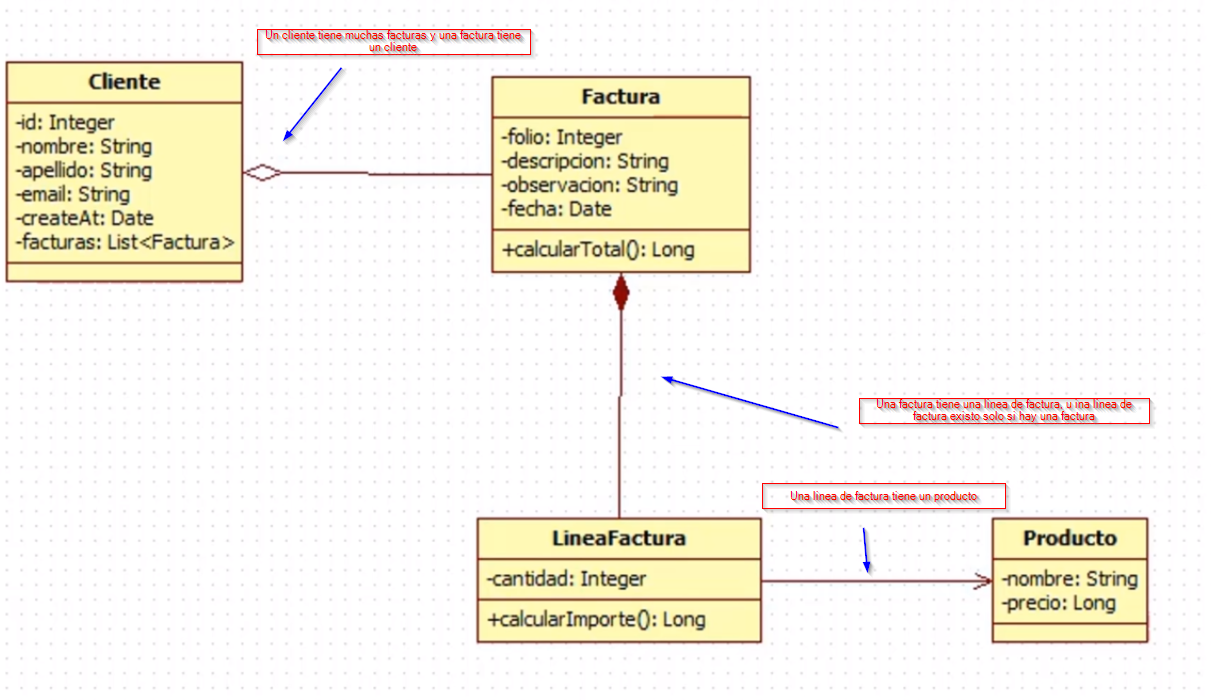 Un cliente tiene muchas facturas y una factura tiene
un cliente
Cliente
-id: Integer
-nombre: String
-apellido: String
-email: String
-createAt: Date
-facturas: List<Factura>
Factura
-folio: Integer
-descripcion: String
-observacion: String
-fecha: Date
+calcularTotal(): Long
Una factura tiene una linea de factura, u ina linea de
factura existo solo si hay una factura
Una linea de factura tiene un producto
LineaFactura
-cantidad: Integer
+calcularImporte(): Long
Producto
-nombre: String
-precio: Long